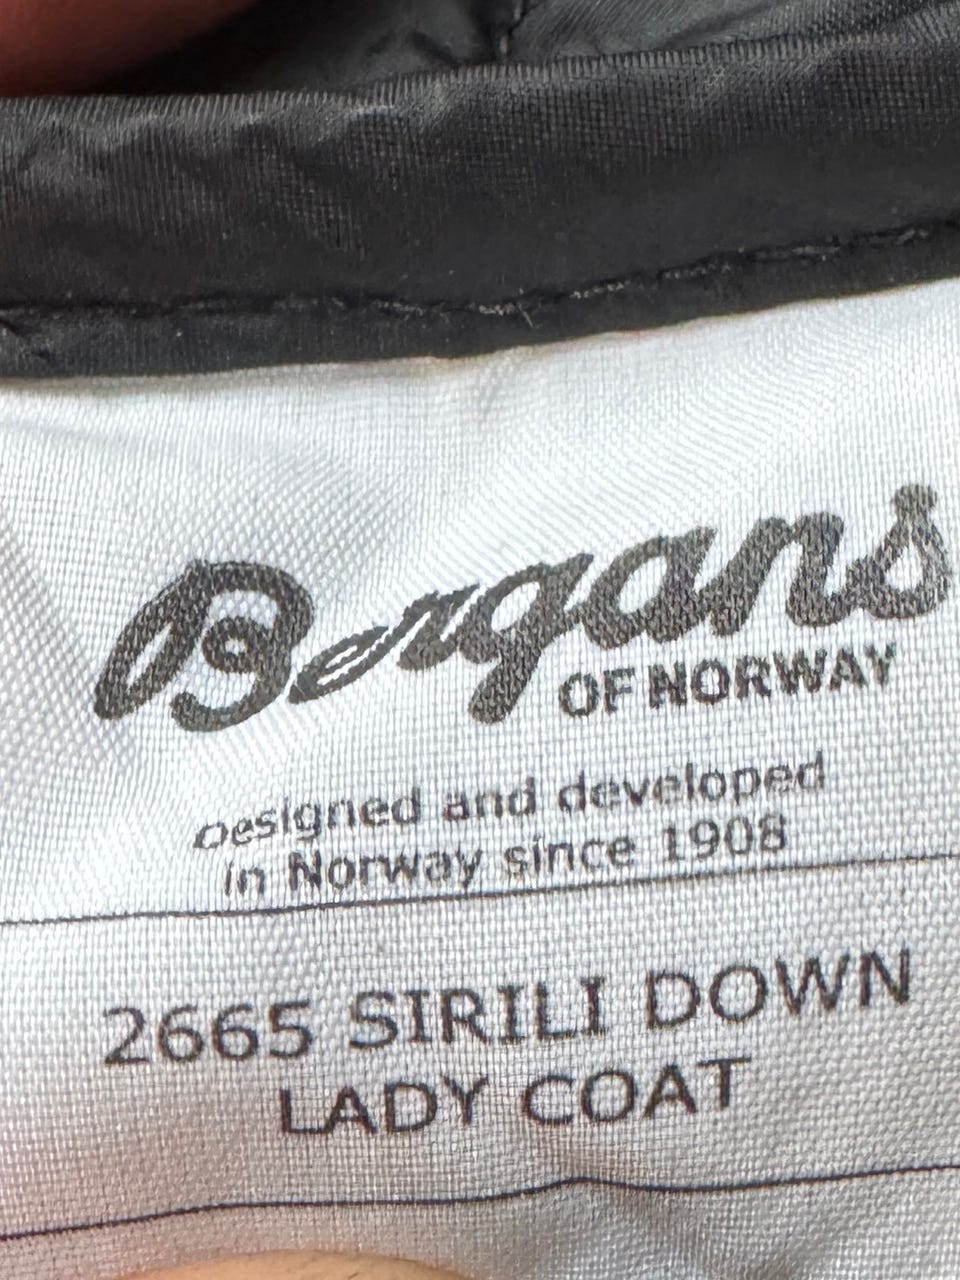 Bergans
OF NORWAY
Designed and developed
in Norway since 1908
2665 SIRILI DOWN
LADY COAT